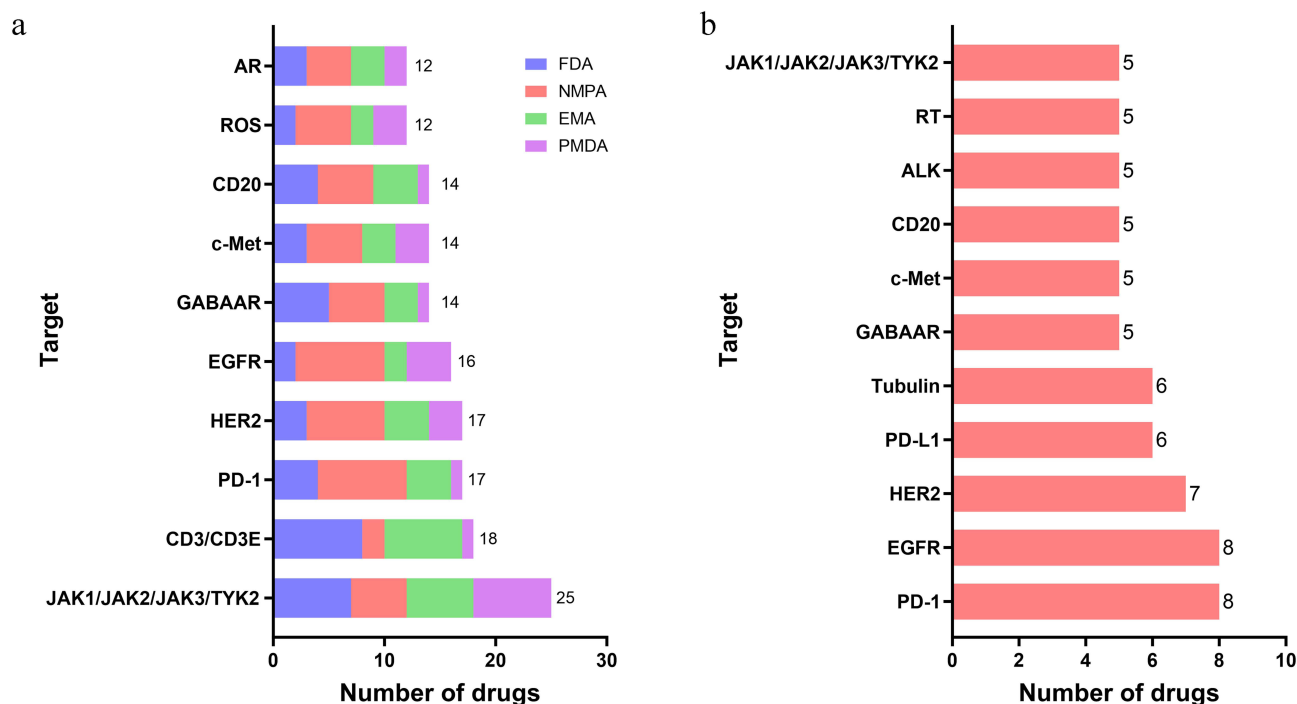 a
AR
12
ROS
12
CD20
14
c-Met
14
GABAAR
14
EGFR
16
HER2
17
PD-1
17
CD3/CD3E
18
JAK1/JAK2/JAK3/TYK2
25
FDA
NMPA
EMA
PMDA
Target
0 10 20 30
Number of drugs
b
JAK1/JAK2/JAK3/TYK2
5
RT
5
ALK
5
CD20
5
c-Met
5
GABAAR
5
Tubulin
6
PD-L1
6
HER2
7
EGFR
8
PD-1
8
Target
0 2 4 6 8 10
Number of drugs